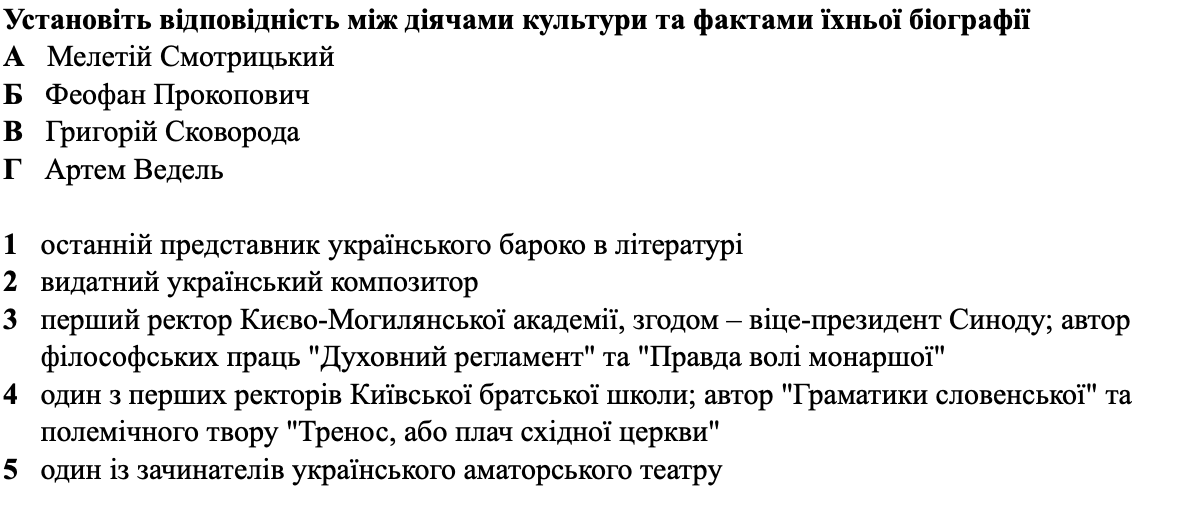 Установіть відповідність між діячами культури та фактами їхньої біографії
А Мелетій Смотрицький
Б Феофан Прокопович
В Григорій Сковорода
Г Артем Ведель
1 останній представник українського бароко в літературі
2 видатний український композитор
3 перший ректор Києво-Могилянської академії, згодом – віце-президент Синоду; автор
філософських праць "Духовний регламент" та "Правда волі монаршої"
4 один з перших ректорів Київської братської школи; автор "Граматики словенської" та
полемічного твору "Тренос, або плач східної церкви"
5 один із зачинателів українського аматорського театру